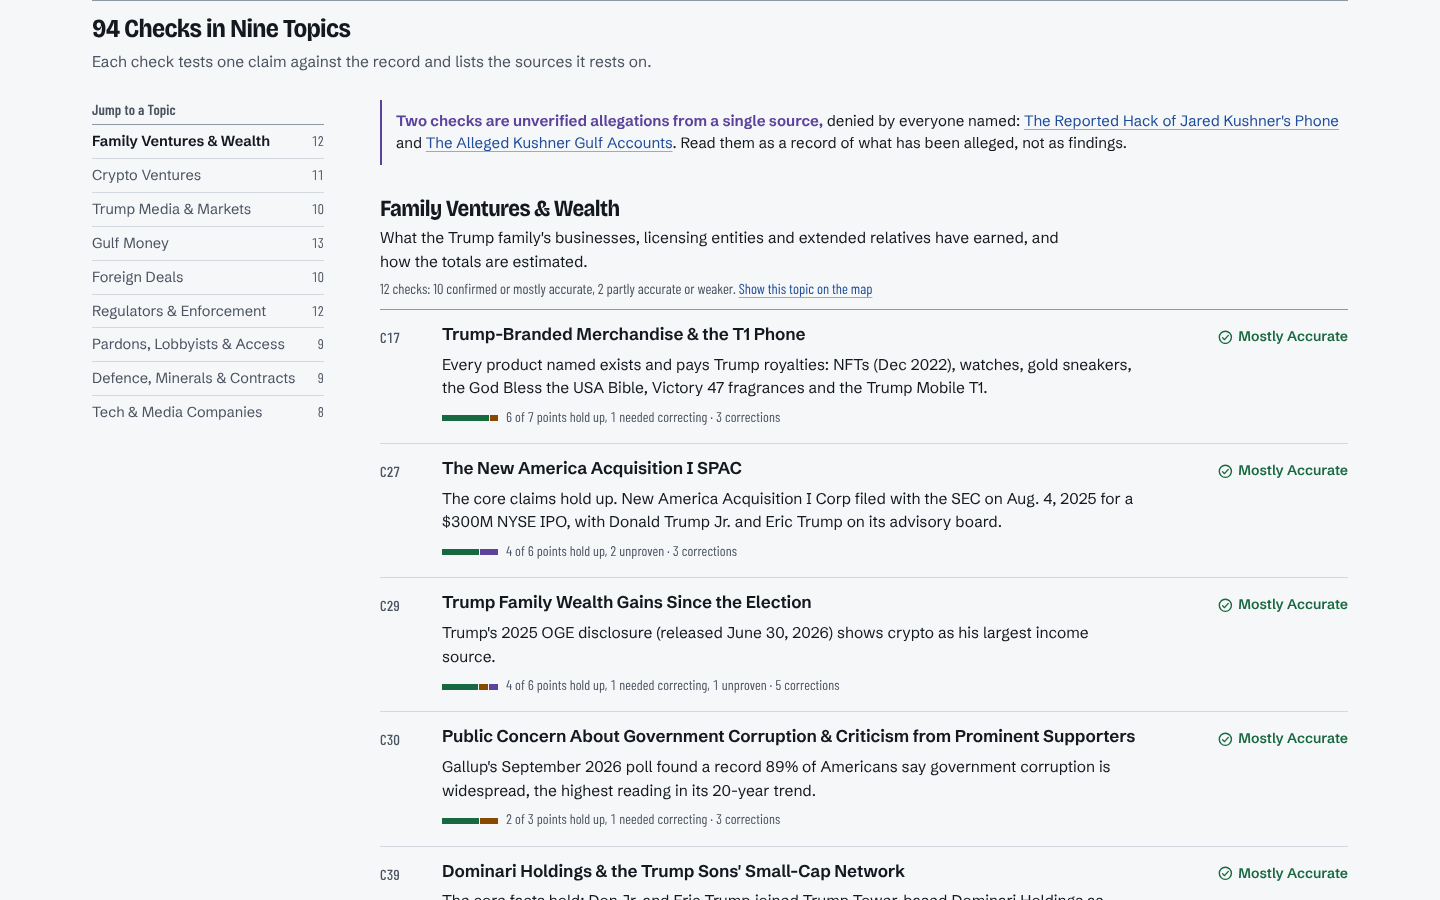 94 Checks in Nine Topics
Each check tests one claim against the record and lists the sources it rests on.
Jump to a Topic
Family Ventures & Wealth 12
Crypto Ventures 11
Trump Media & Markets 10
Gulf Money 13
Foreign Deals 10
Regulators & Enforcement 12
Pardons, Lobbyists & Access 9
Defence, Minerals & Contracts 9
Tech & Media Companies 8
Two checks are unverified allegations from a single source, denied by everyone named: The Reported Hack of Jared Kushner's Phone
and The Alleged Kushner Gulf Accounts. Read them as a record of what has been alleged, not as findings.
Family Ventures & Wealth
What the Trump family's businesses, licensing entities and extended relatives have earned, and
how the totals are estimated.
12 checks: 10 confirmed or mostly accurate, 2 partly accurate or weaker. Show this topic on the map
C17 Trump-Branded Merchandise & the T1 Phone Mostly Accurate
Every product named exists and pays Trump royalties: NFTs (Dec 2022), watches, gold sneakers,
the God Bless the USA Bible, Victory 47 fragrances and the Trump Mobile T1.
6 of 7 points hold up, 1 needed correcting · 3 corrections
C27 The New America Acquisition I SPAC Mostly Accurate
The core claims hold up. New America Acquisition I Corp filed with the SEC on Aug. 4, 2025 for a
$300M NYSE IPO, with Donald Trump Jr. and Eric Trump on its advisory board.
4 of 6 points hold up, 2 unproven · 3 corrections
C29 Trump Family Wealth Gains Since the Election Mostly Accurate
Trump's 2025 OGE disclosure (released June 30, 2026) shows crypto as his largest income
source.
4 of 6 points hold up, 1 needed correcting, 1 unproven · 5 corrections
C30 Public Concern About Government Corruption & Criticism from Prominent Supporters Mostly Accurate
Gallup's September 2026 poll found a record 89% of Americans say government corruption is
widespread, the highest reading in its 20-year trend.
2 of 3 points hold up, 1 needed correcting · 3 corrections
C39 Dominari Holdings & the Trump Sons' Small-Cap Network Mostly Accurate
The core facts hold: Don Jr. and Eric Trump joined Trump Tower-based Dominari Holdings as